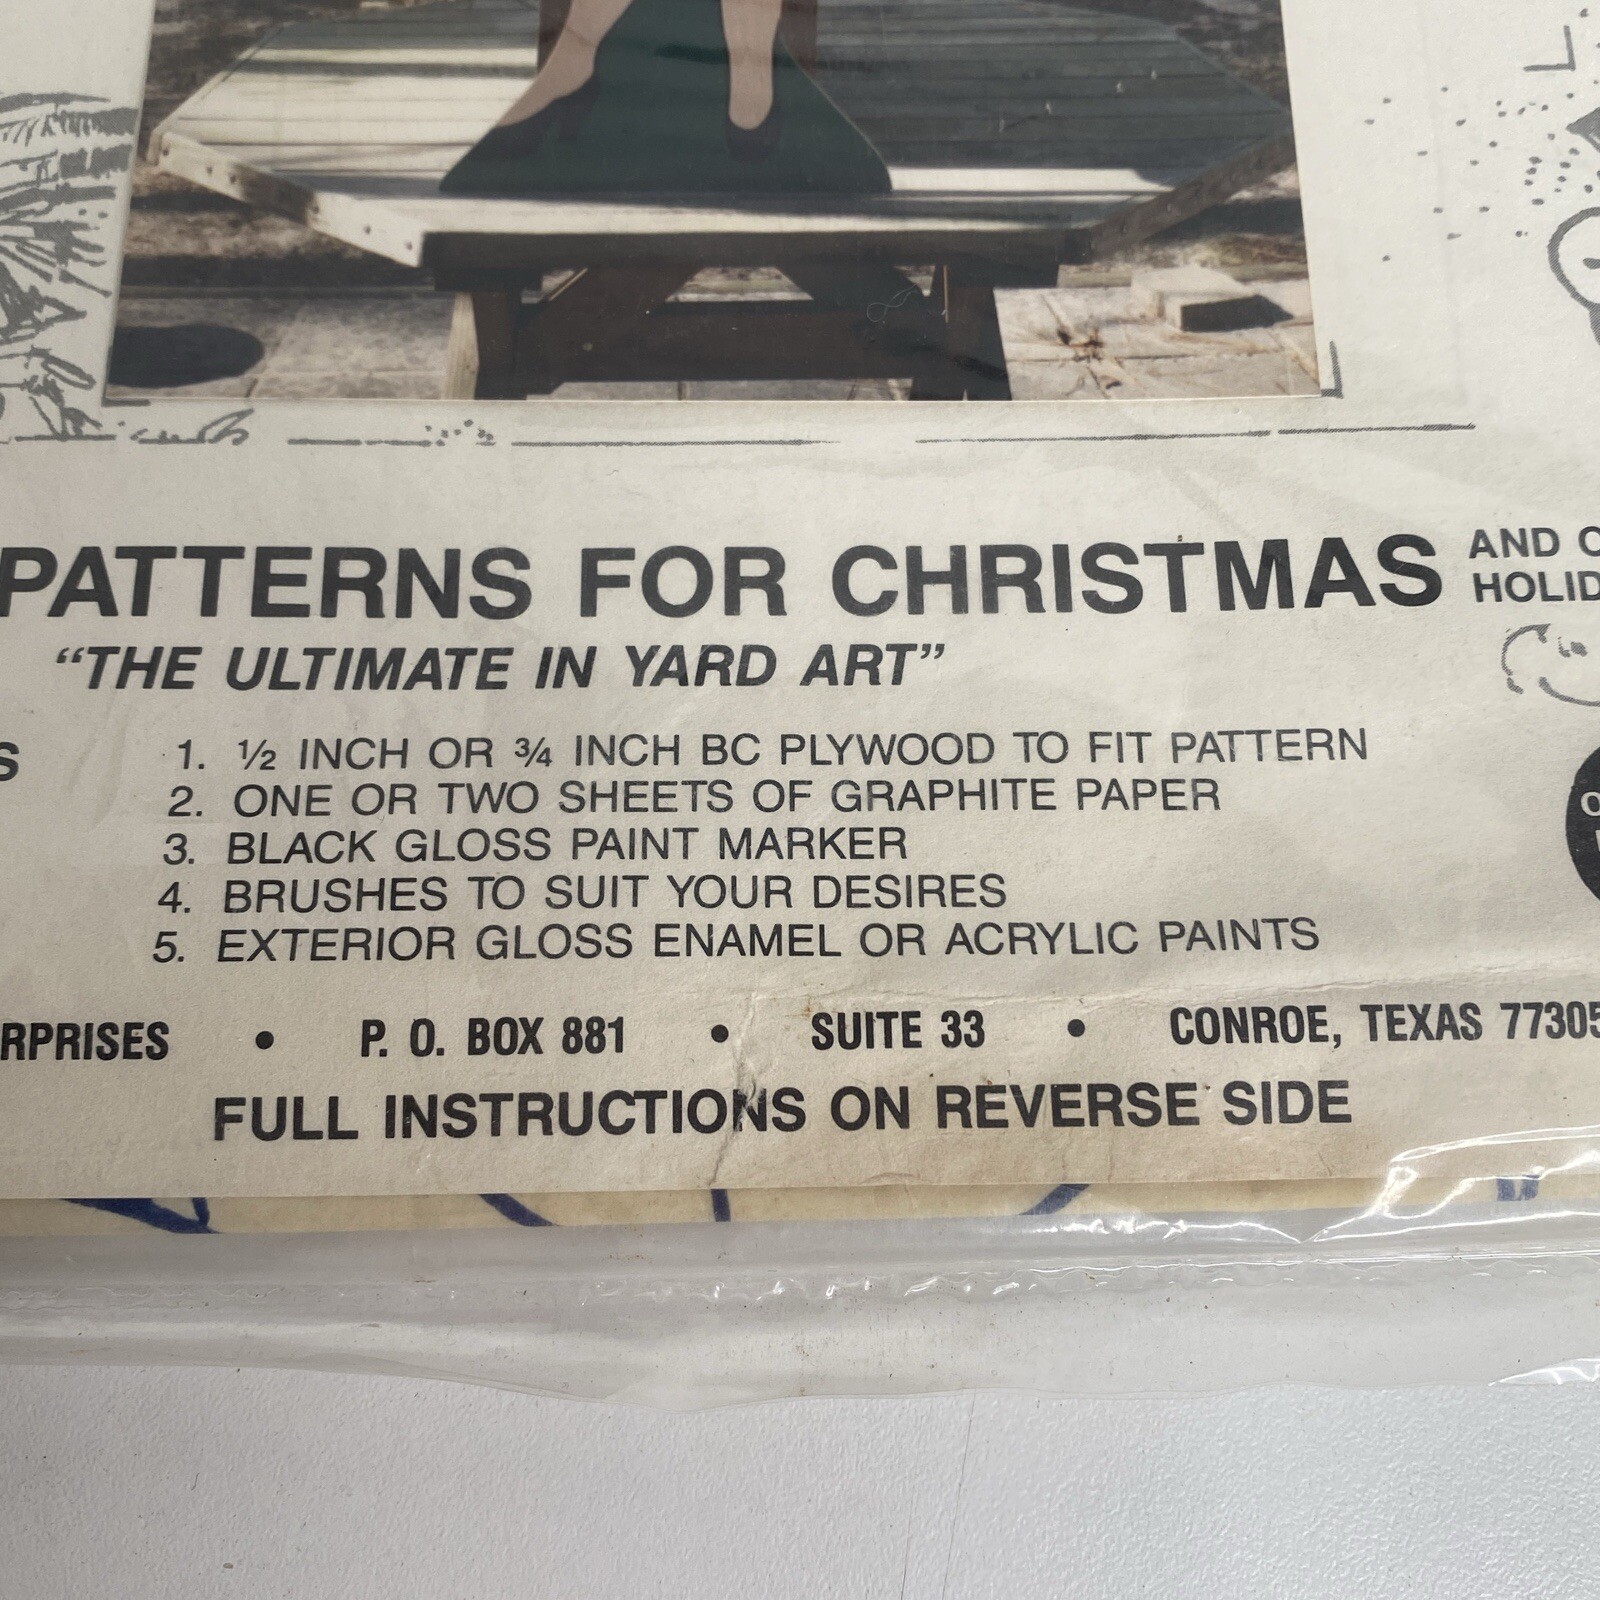 PATTERNS FOR CHRISTMAS AND
"THE ULTIMATE IN YARD ART"
1. ½ INCH OR ¾ INCH BC PLYWOOD TO FIT PATTERN
2. ONE OR TWO SHEETS OF GRAPHITE PAPER
3. BLACK GLOSS PAINT MARKER
4. BRUSHES TO SUIT YOUR DESIRES
5. EXTERIOR GLOSS ENAMEL OR ACRYLIC PAINTS
• P. O. BOX 881 • SUITE 33 • CONROE, TEXAS 77305
FULL INSTRUCTIONS ON REVERSE SIDE